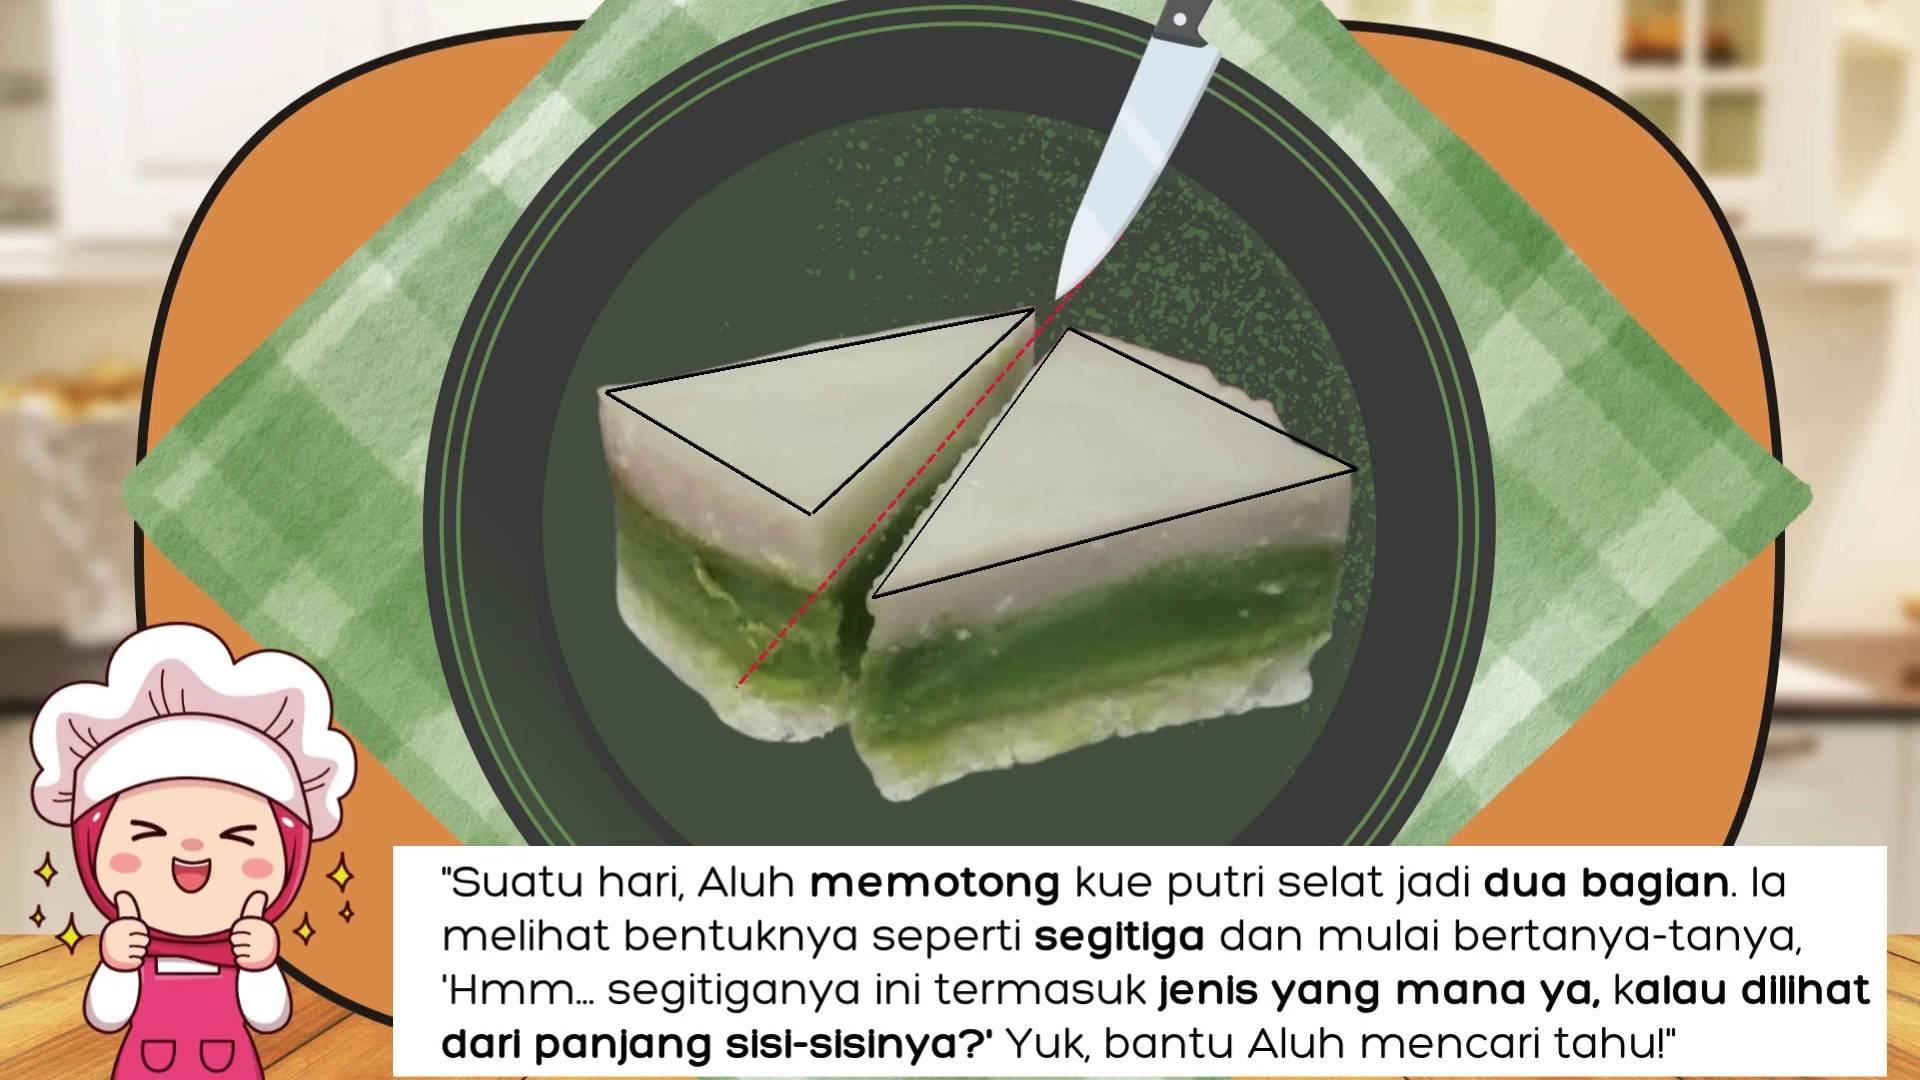 "Suatu hari, Aluh memotong kue putri selat jadi dua bagian. Ia
melihat bentuknya seperti segitiga dan mulai bertanya-tanya,
'Hmm... segitiganya ini termasuk jenis yang mana ya, kalau dilihat
dari panjang sisi-sisinya?' Yuk, bantu Aluh mencari tahu!"